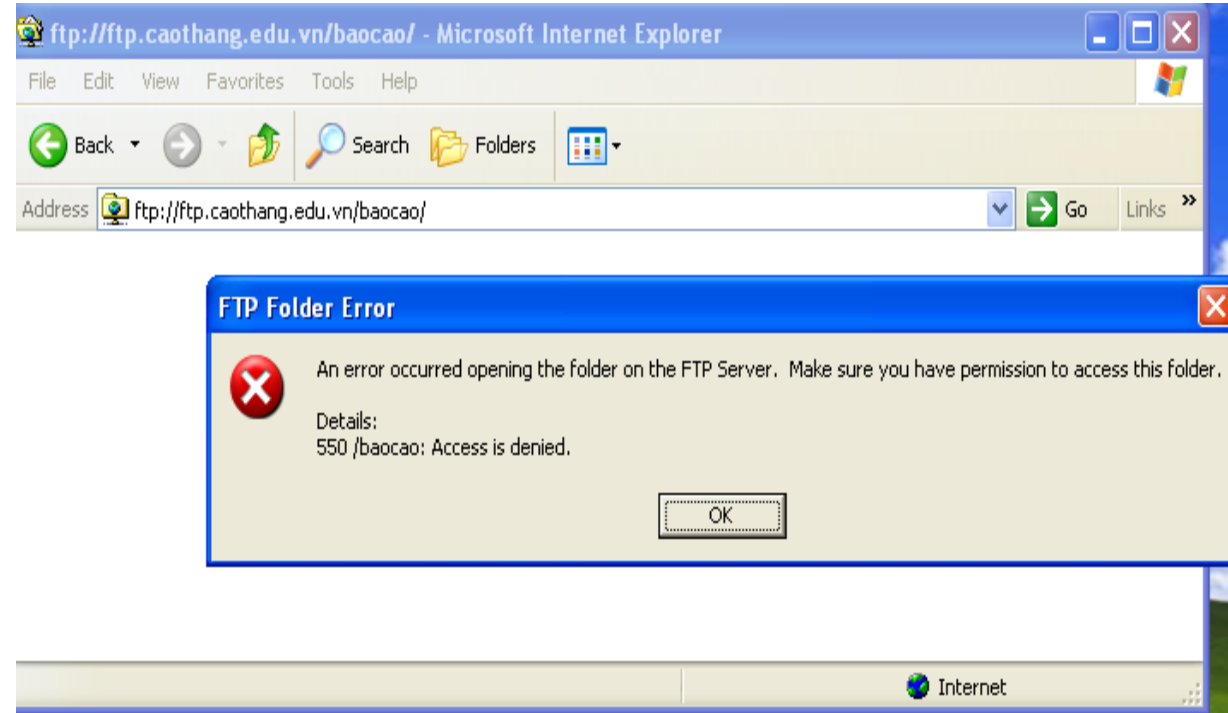 ftp://ftp.caothang.edu.vn/baocao/ - Microsoft Internet Explorer
File Edit View Favorites Tools Help
Back Search Folders
Address ftp://ftp.caothang.edu.vn/baocao/ Go Links »
FTP Folder Error
An error occurred opening the folder on the FTP Server. Make sure you have permission to access this folder.
Details:
550 /baocao: Access is denied.
OK
Internet